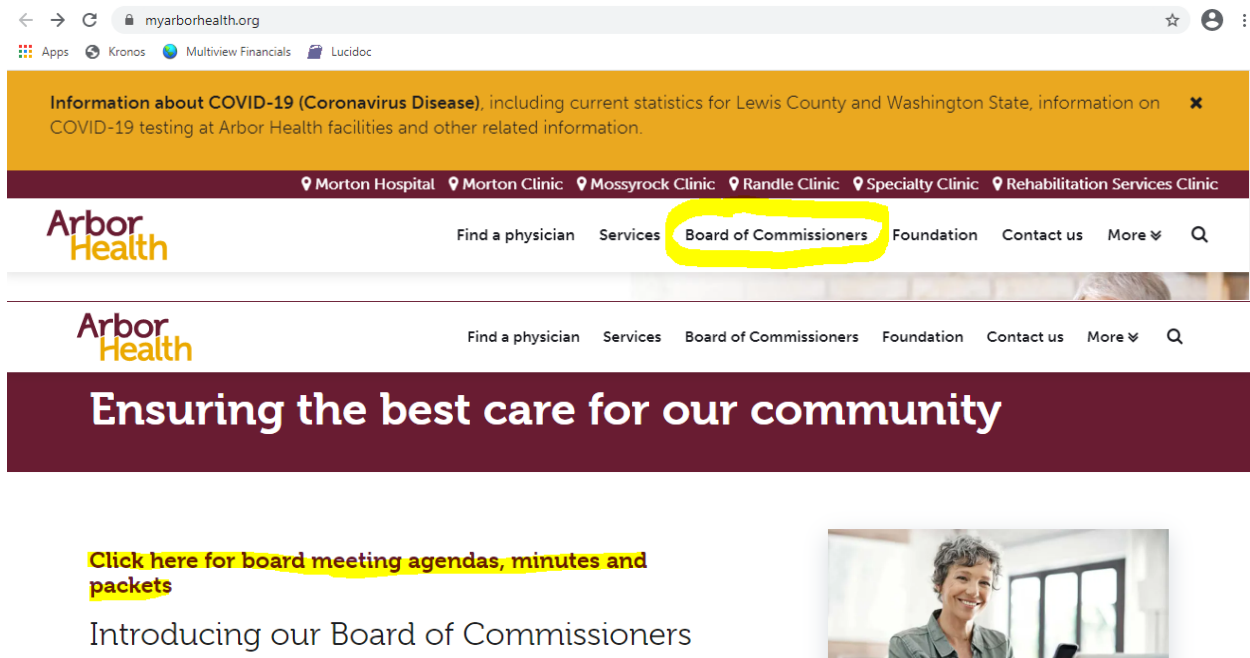 myarborhealth.org
Apps Kronos Multiview Financials Lucidoc
Information about COVID-19 (Coronavirus Disease), including current statistics for Lewis County and Washington State, information on
COVID-19 testing at Arbor Health facilities and other related information.
Morton Hospital Morton Clinic Mossyrock Clinic Randle Clinic Specialty Clinic Rehabilitation Services Clinic
Arbor
Health
Find a physician Services Board of Commissioners Foundation Contact us More
Arbor
Health
Find a physician Services Board of Commissioners Foundation Contact us More
Ensuring the best care for our community
Click here for board meeting agendas, minutes and
packets
Introducing our Board of Commissioners